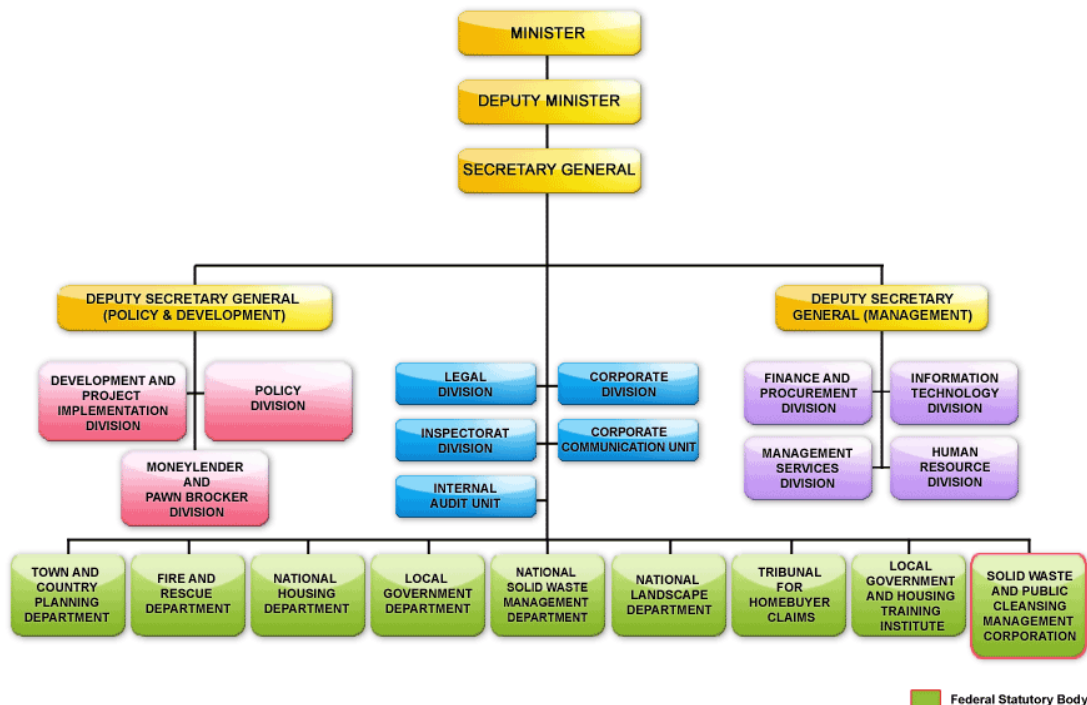 MINISTER
DEPUTY MINISTER
SECRETARY GENERAL
DEPUTY SECRETARY GENERAL
(POLICY & DEVELOPMENT)
DEPUTY SECRETARY
GENERAL (MANAGEMENT)
DEVELOPMENT AND
PROJECT
IMPLEMENTATION
DIVISION
POLICY
DIVISION
MONEYLENDER
AND
PAWN BROCKER
DIVISION
LEGAL
DIVISION
CORPORATE
DIVISION
INSPECTORAT
DIVISION
CORPORATE
COMMUNICATION UNIT
INTERNAL
AUDIT UNIT
FINANCE AND
PROCUREMENT
DIVISION
INFORMATION
TECHNOLOGY
DIVISION
MANAGEMENT
SERVICES
DIVISION
HUMAN
RESOURCE
DIVISION
TOWN AND
COUNTRY
PLANNING
DEPARTMENT
FIRE AND
RESCUE
DEPARTMENT
NATIONAL
HOUSING
DEPARTMENT
LOCAL
GOVERNMENT
DEPARTMENT
NATIONAL
SOLID WASTE
MANAGEMENT
DEPARTMENT
NATIONAL
LANDSCAPE
DEPARTMENT
TRIBUNAL
FOR
HOMEBUYER
CLAIMS
LOCAL
GOVERNMENT
AND HOUSING
TRAINING
INSTITUTE
SOLID WASTE
AND PUBLIC
CLEANSING
MANAGEMENT
CORPORATION
Federal Statutory Body